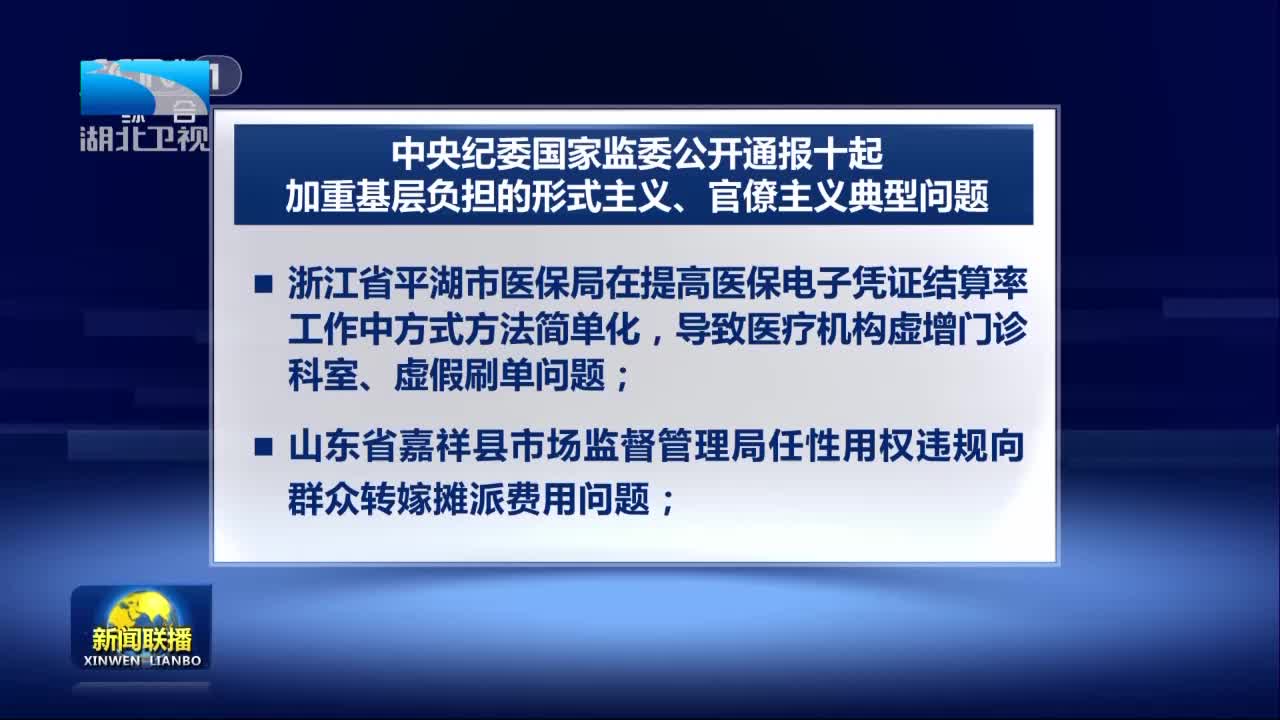 综合
湖北卫视
中央纪委国家监委公开通报十起
加重基层负担的形式主义、官僚主义典型问题
■ 浙江省平湖市医保局在提高医保电子凭证结算率
工作中方式方法简单化，导致医疗机构虚增门诊
科室、虚假刷单问题；
■ 山东省嘉祥县市场监督管理局任性用权违规向
群众转嫁摊派费用问题；
新闻联播
XINWEN LIANBO